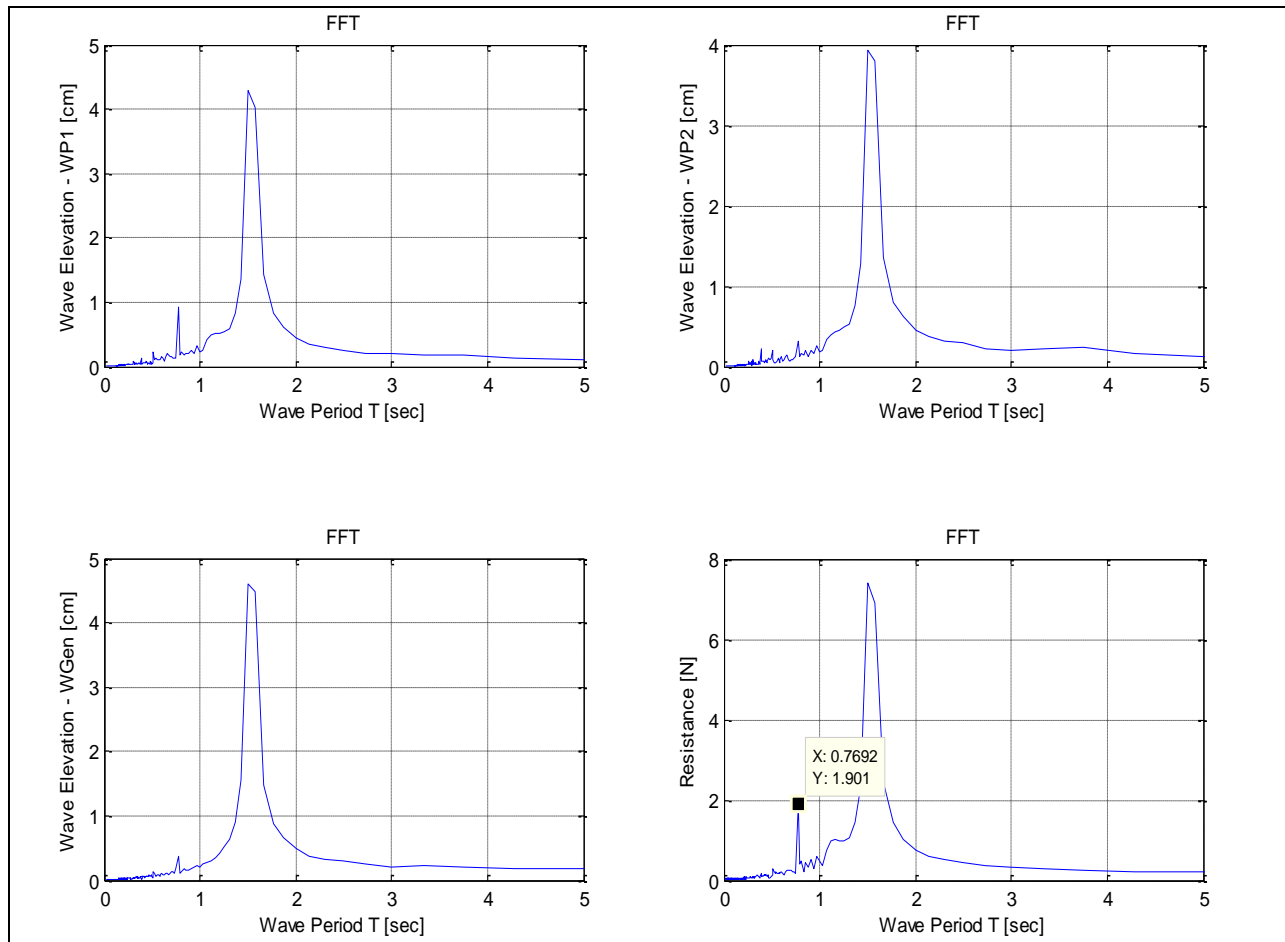 FFT
Wave Elevation - WP1 [cm]
5
4
3
2
1
0
0 1 2 3 4 5
Wave Period T [sec]
FFT
Wave Elevation - WP2 [cm]
4
3
2
1
0
0 1 2 3 4 5
Wave Period T [sec]
FFT
Wave Elevation - WGen [cm]
5
4
3
2
1
0
0 1 2 3 4 5
Wave Period T [sec]
FFT
Resistance [N]
8
6
4
2
0
X: 0.7692
Y: 1.901
0 1 2 3 4 5
Wave Period T [sec]